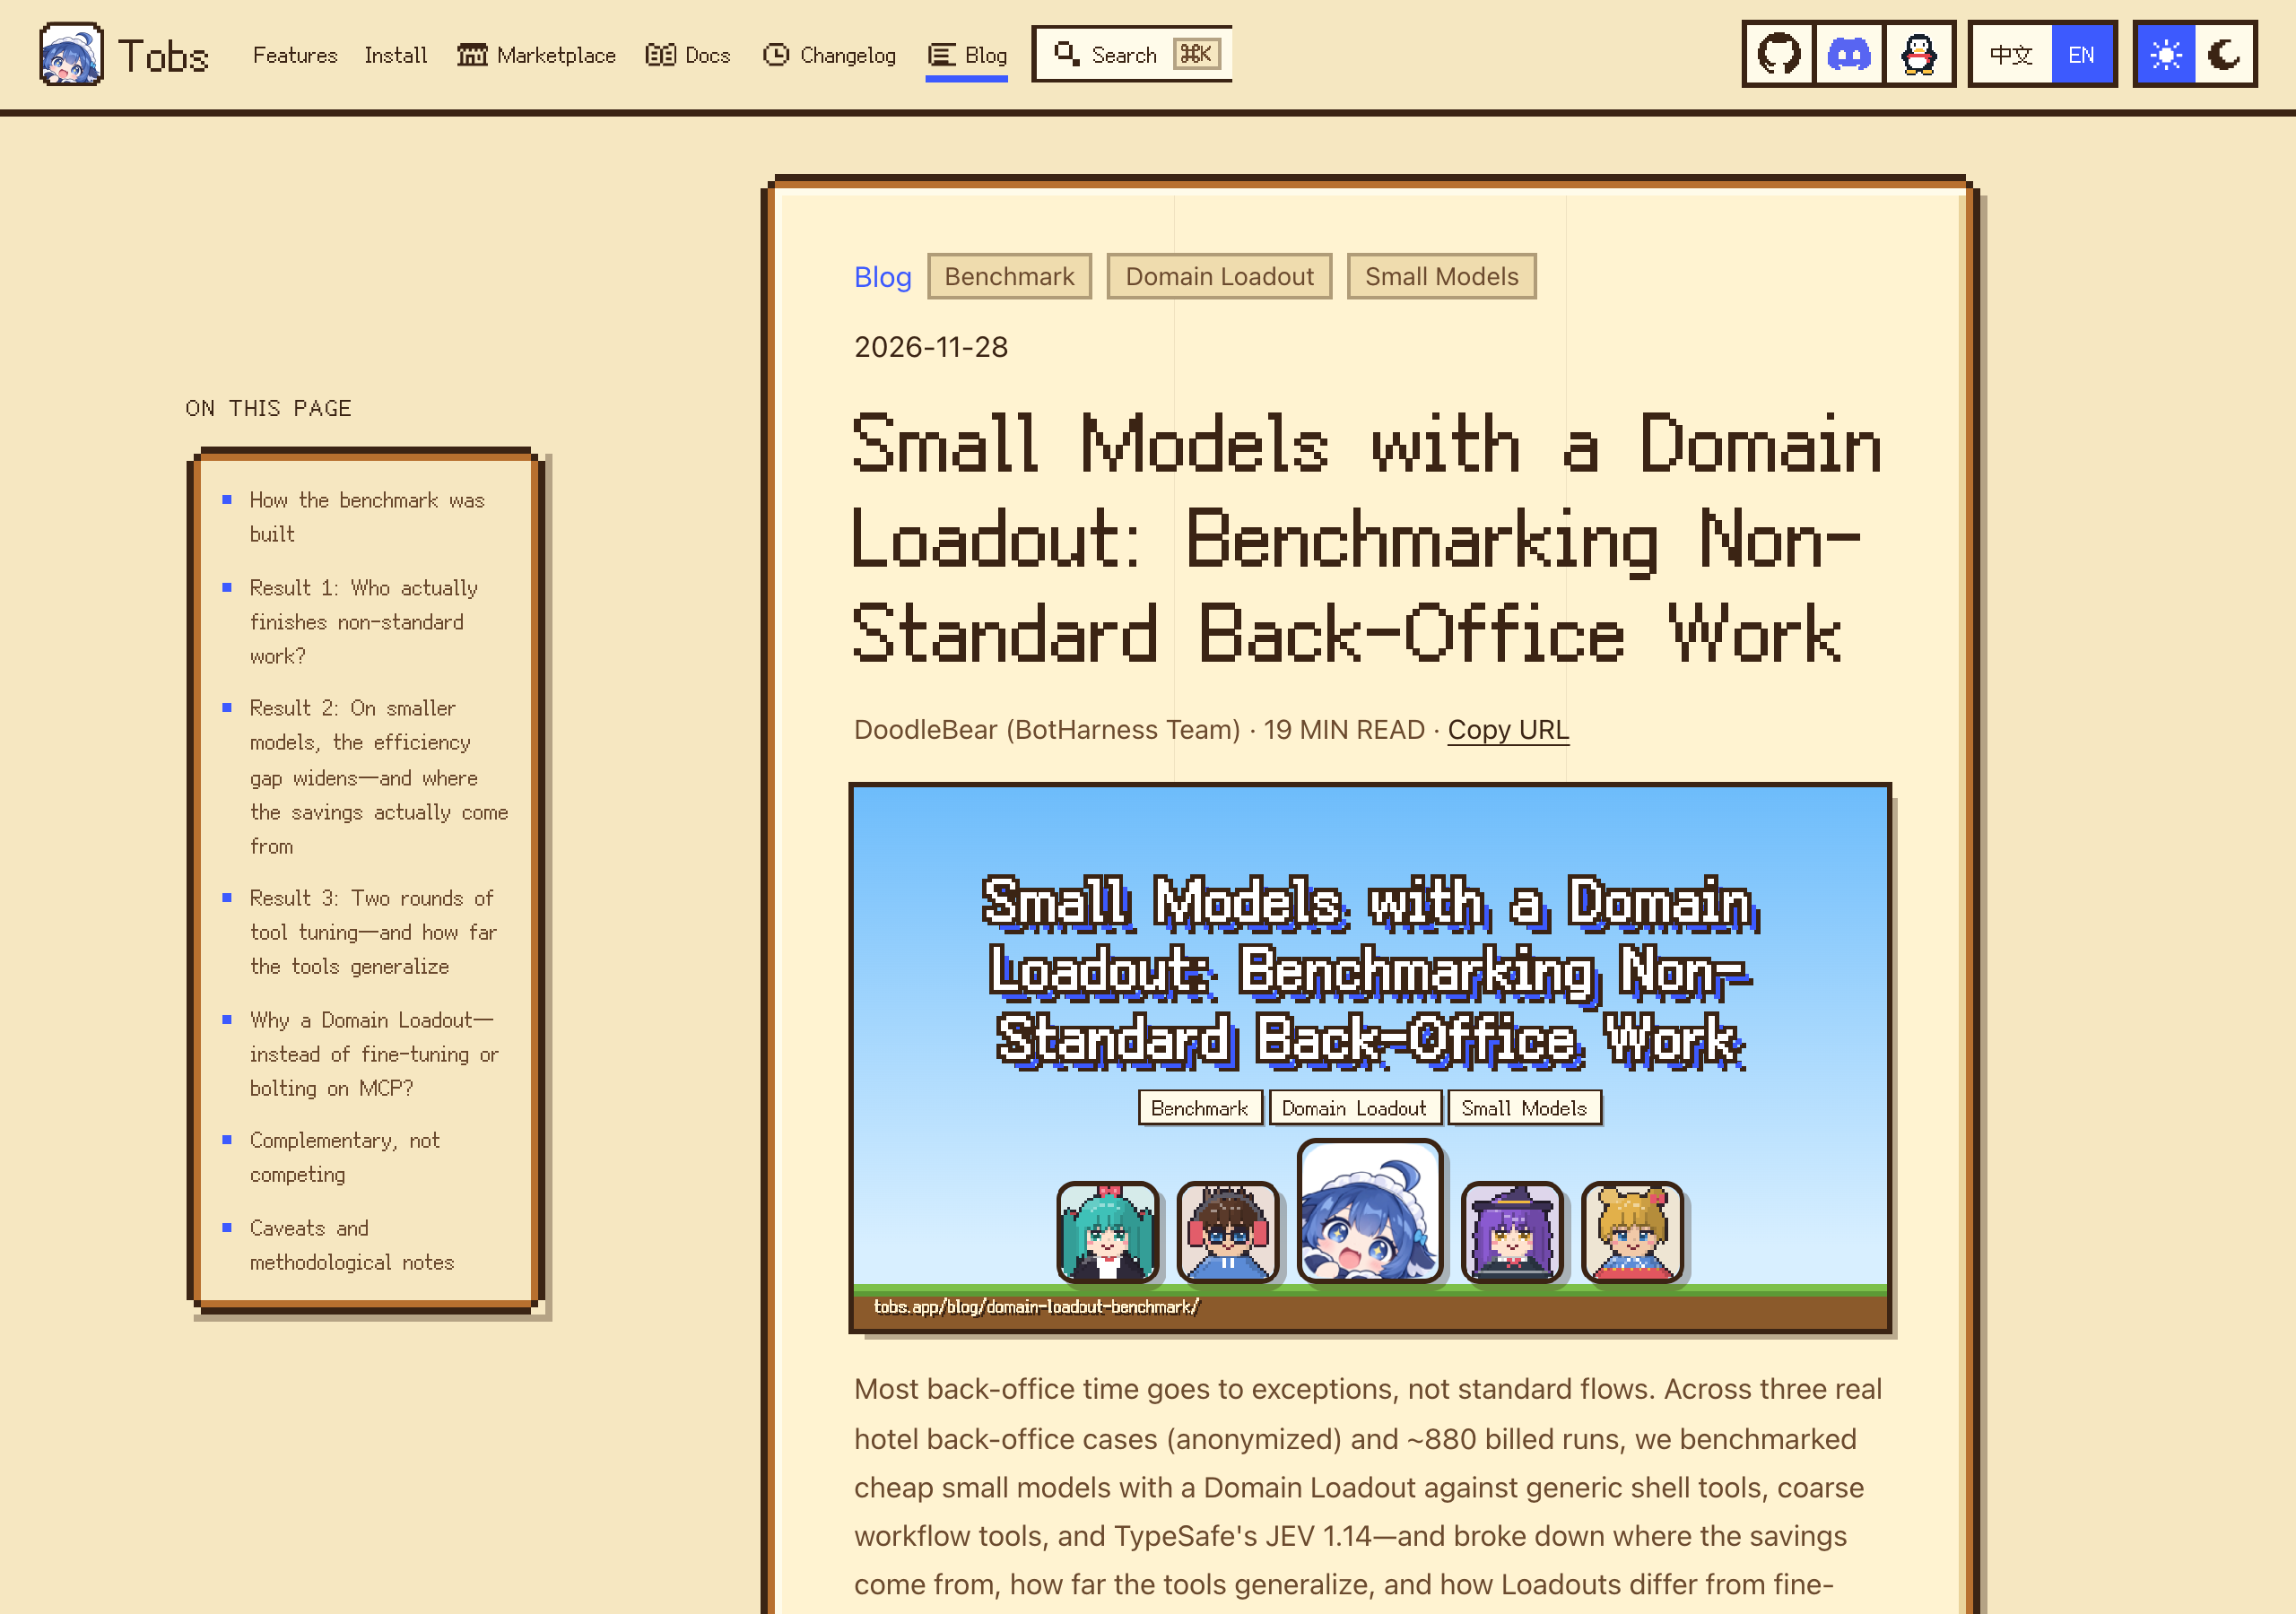 Tobs Features Install Marketplace Docs Changelog Blog Search ⌘K 中文 EN
ON THIS PAGE
How the benchmark was
built
Result 1: Who actually
finishes non-standard
work?
Result 2: On smaller
models, the efficiency
gap widens—and where
the savings actually come
from
Result 3: Two rounds of
tool tuning—and how far
the tools generalize
Why a Domain Loadout—
instead of fine-tuning or
bolting on MCP?
Complementary, not
competing
Caveats and
methodological notes
Blog Benchmark Domain Loadout Small Models
2026-11-28
Small Models with a Domain
Loadout: Benchmarking Non-
Standard Back-Office Work
DoodleBear (BotHarness Team) · 19 MIN READ · Copy URL
Small Models with a Domain
Loadout: Benchmarking Non-
Standard Back-Office Work
Benchmark Domain Loadout Small Models
tobs.app/blog/domain-loadout-benchmark/
Most back-office time goes to exceptions, not standard flows. Across three real
hotel back-office cases (anonymized) and ~880 billed runs, we benchmarked
cheap small models with a Domain Loadout against generic shell tools, coarse
workflow tools, and TypeSafe's JEV 1.14—and broke down where the savings
come from, how far the tools generalize, and how Loadouts differ from fine-